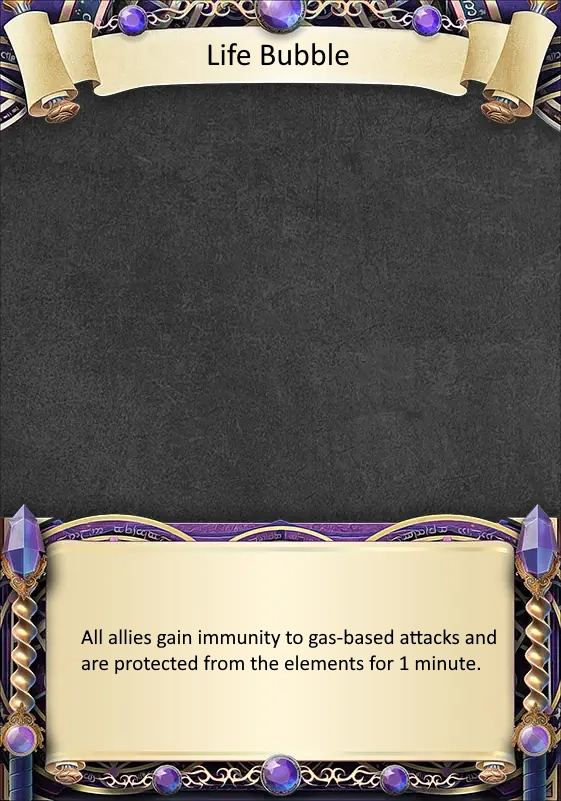 Life Bubble
All allies gain immunity to gas-based attacks and
are protected from the elements for 1 minute.